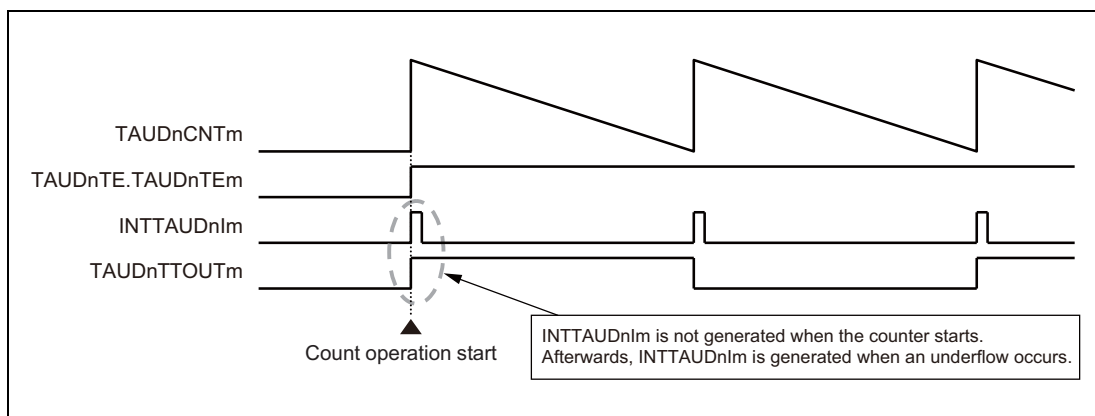 TAUDnCNTm
TAUDnTE.TAUDnTEm
INTTAUDnIm
TAUDnTTOUTm
Count operation start
INTTAUDnIm is not generated when the counter starts.
Afterwards, INTTAUDnIm is generated when an underflow occurs.